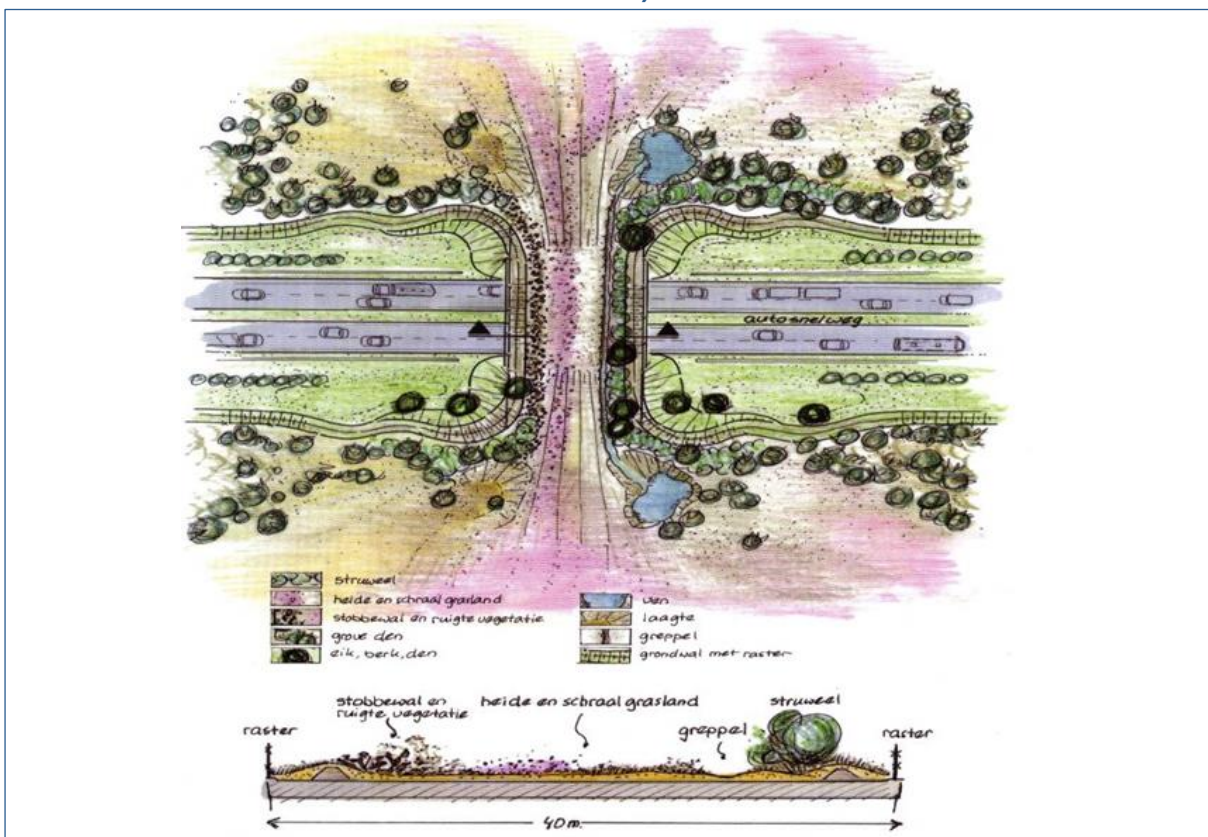 autosnelweg
struweel
heide en schraal grasland
stobbewal en ruigte vegetatie
grove den
eik, berk, den
ven
laagte
greppel
grondwal met raster
stobbewal en
ruigte vegetatie
heide en schraal grasland
struweel
raster
greppel
raster
40 m.